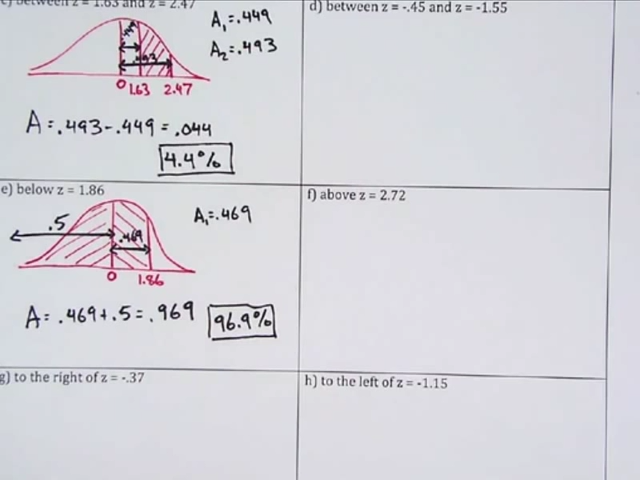 c) between z = 1.63 and z = 2.47
A₁=.449
A₂=.493
.449
.493
0 1.63 2.47
A=.493-.449=.044
4.4%
d) between z = -.45 and z = -1.55
e) below z = 1.86
A₁=.469
.5
.469
0 1.86
A= .469+.5=.969
96.9%
f) above z = 2.72
g) to the right of z = -.37
h) to the left of z = -1.15